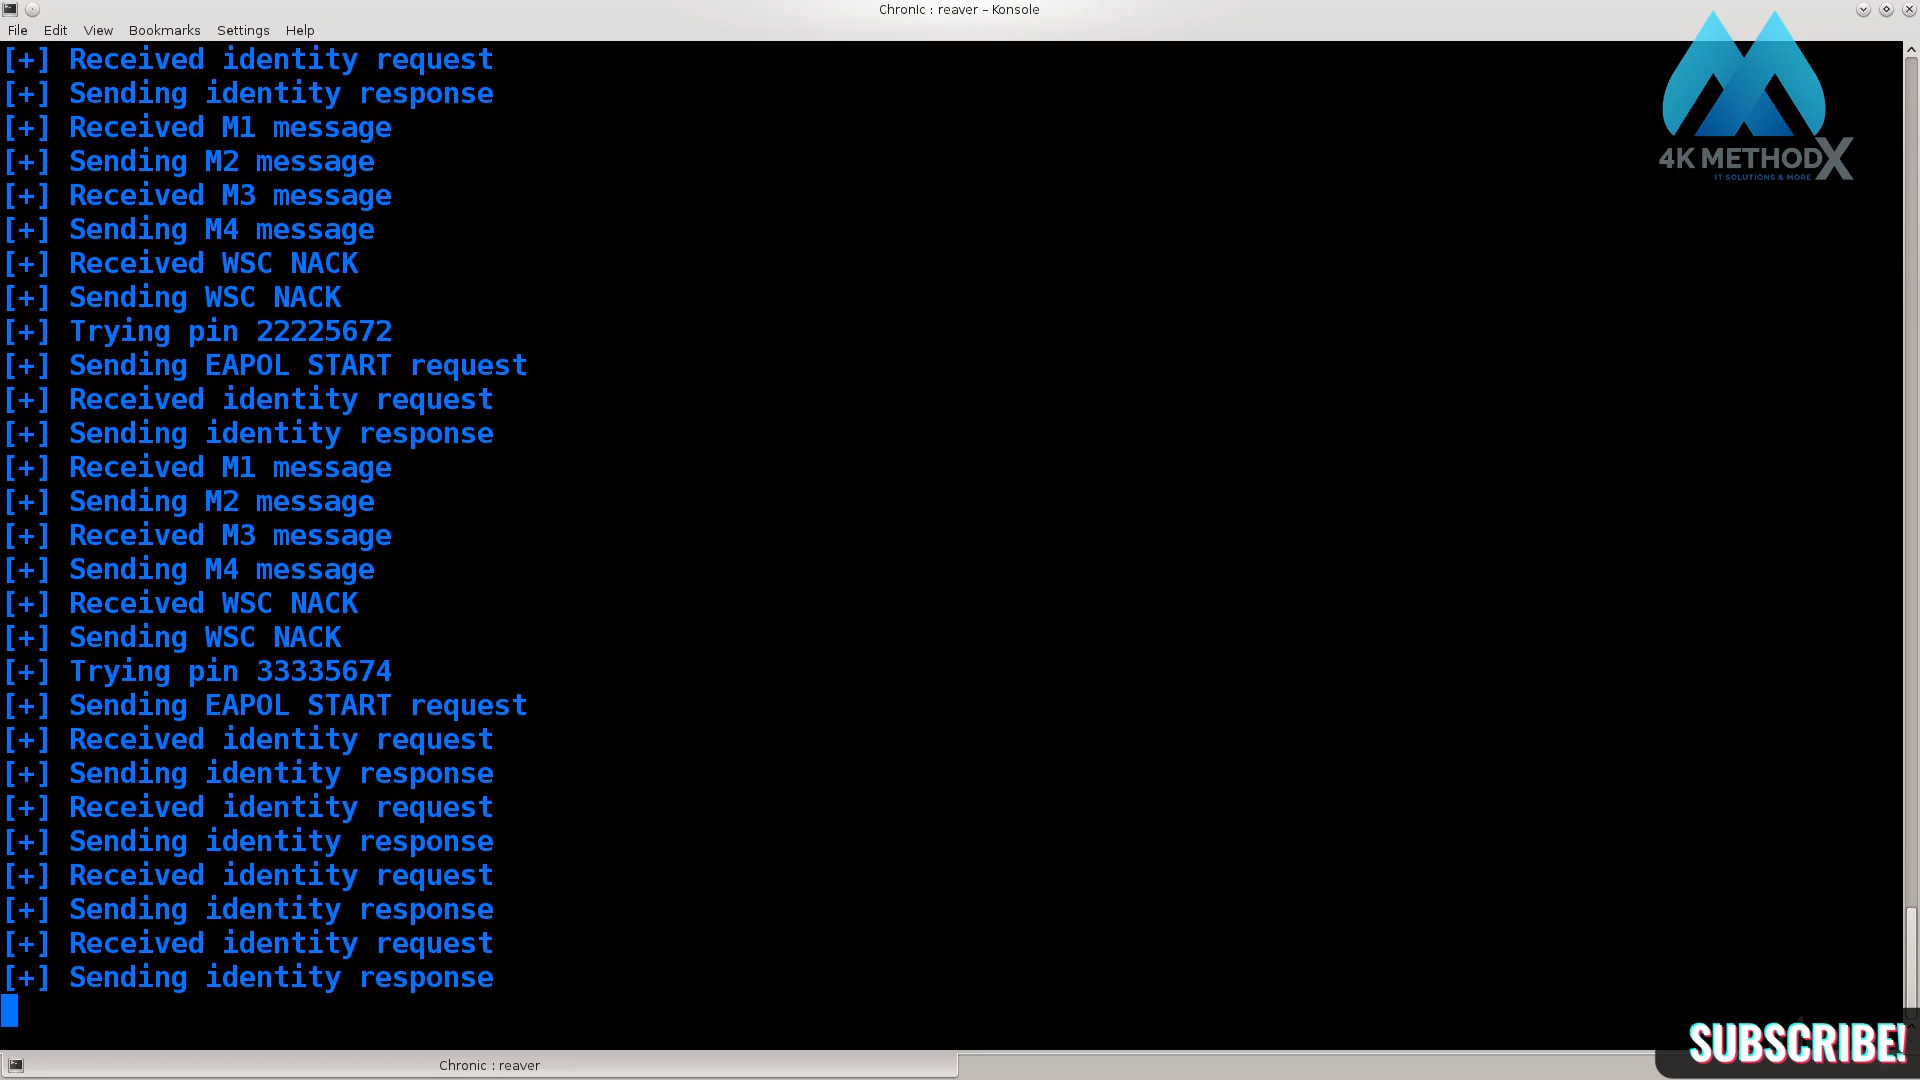 Chronic : reaver – Konsole
File Edit View Bookmarks Settings Help
[+] Received identity request
[+] Sending identity response
[+] Received M1 message
[+] Sending M2 message
[+] Received M3 message
[+] Sending M4 message
[+] Received WSC NACK
[+] Sending WSC NACK
[+] Trying pin 22225672
[+] Sending EAPOL START request
[+] Received identity request
[+] Sending identity response
[+] Received M1 message
[+] Sending M2 message
[+] Received M3 message
[+] Sending M4 message
[+] Received WSC NACK
[+] Sending WSC NACK
[+] Trying pin 33335674
[+] Sending EAPOL START request
[+] Received identity request
[+] Sending identity response
[+] Received identity request
[+] Sending identity response
[+] Received identity request
[+] Sending identity response
[+] Received identity request
[+] Sending identity response
4K METHODX
IT SOLUTIONS & MORE
SUBSCRIBE!
Chronic : reaver